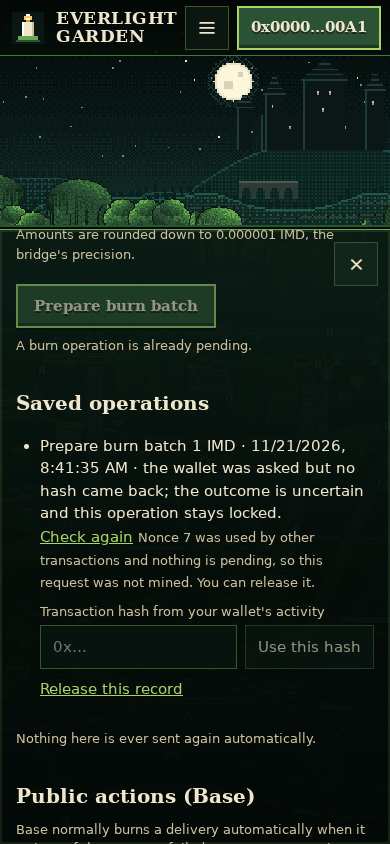 EVERLIGHT
GARDEN
0x0000...00A1
Amounts are rounded down to 0.000001 IMD, the
bridge's precision.
Prepare burn batch
A burn operation is already pending.
Saved operations
• Prepare burn batch 1 IMD · 11/21/2026,
8:41:35 AM · the wallet was asked but no
hash came back; the outcome is uncertain
and this operation stays locked.
Check again Nonce 7 was used by other
transactions and nothing is pending, so this
request was not mined. You can release it.
Transaction hash from your wallet's activity
0x... Use this hash
Release this record
Nothing here is ever sent again automatically.
Public actions (Base)
Base normally burns a delivery automatically when it